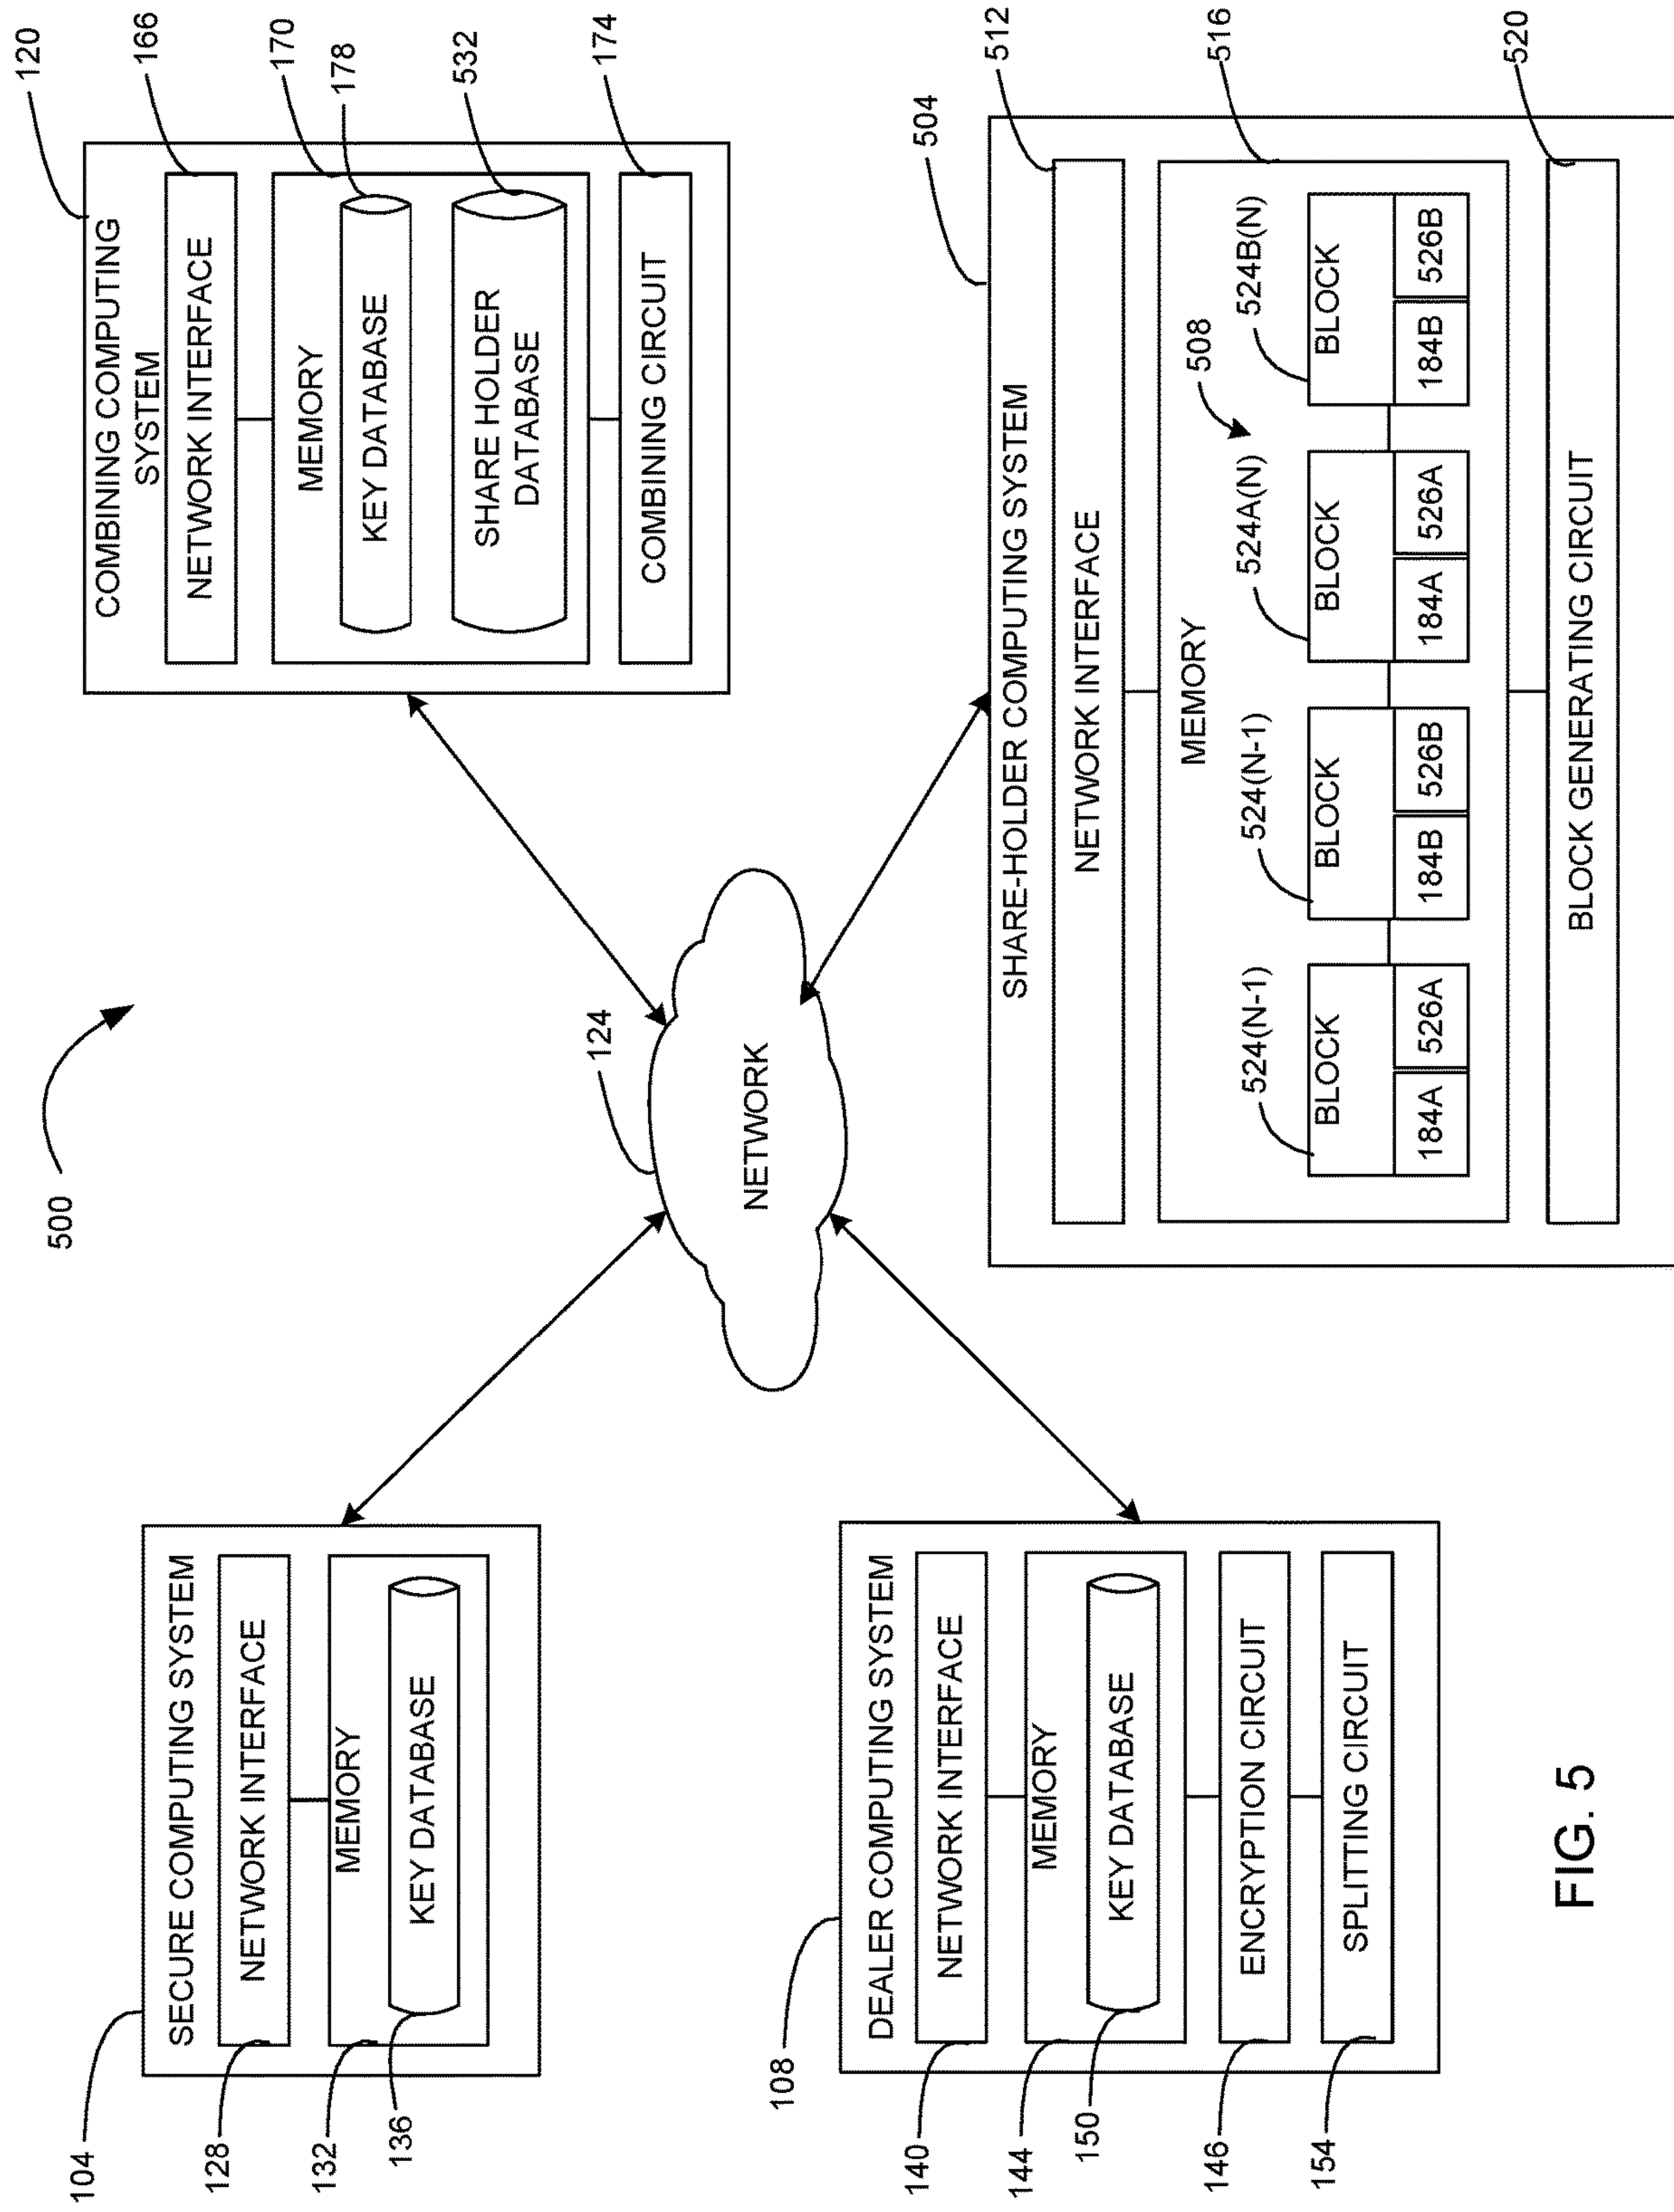 500
104
SECURE COMPUTING SYSTEM
128
NETWORK INTERFACE
132
MEMORY
136
KEY DATABASE
120
COMBINING COMPUTING
SYSTEM
166
NETWORK INTERFACE
170
MEMORY
178
KEY DATABASE
532
SHARE HOLDER
DATABASE
174
COMBINING CIRCUIT
124
NETWORK
108
DEALER COMPUTING SYSTEM
140
NETWORK INTERFACE
144
MEMORY
150
KEY DATABASE
146
ENCRYPTION CIRCUIT
154
SPLITTING CIRCUIT
504
SHARE-HOLDER COMPUTING SYSTEM
512
NETWORK INTERFACE
516
MEMORY
508
524(N-1)
524(N-1)
524A(N)
524B(N)
BLOCK
BLOCK
BLOCK
BLOCK
184A
526A
184B
526B
184A
526A
184B
526B
520
BLOCK GENERATING CIRCUIT
FIG. 5